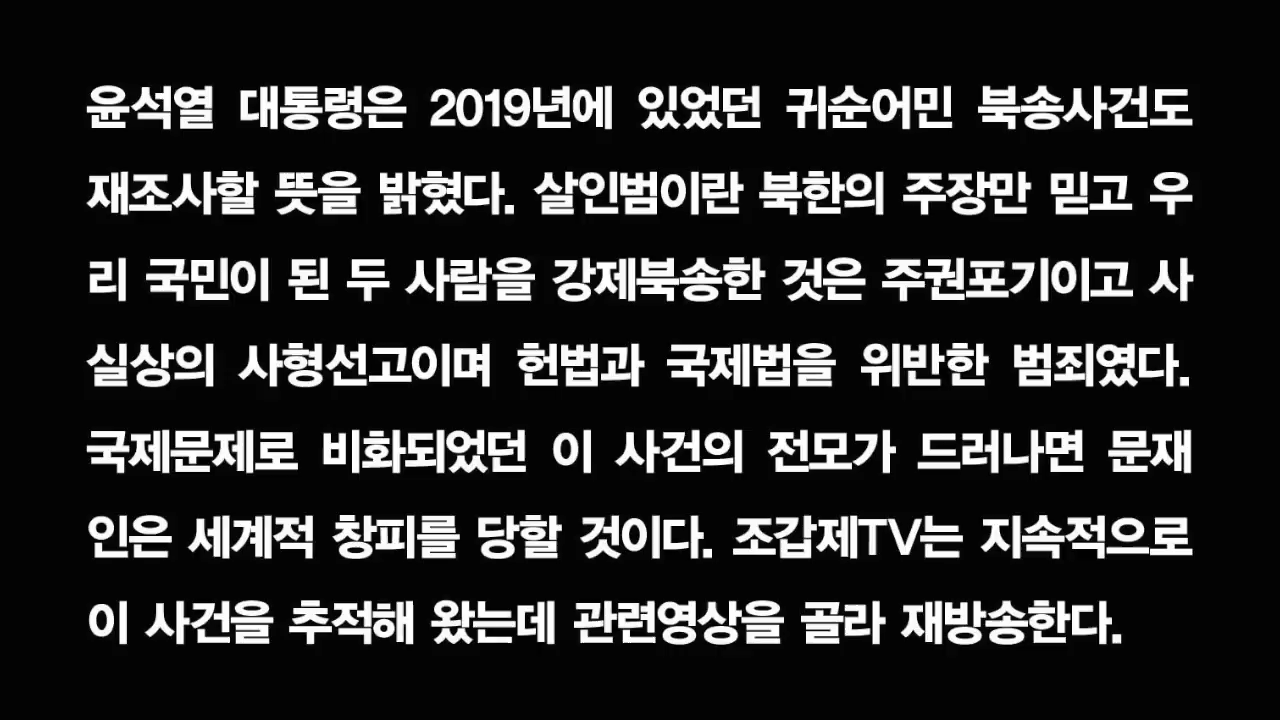 윤석열 대통령은 2019년에 있었던 귀순어민 북송사건도
재조사할 뜻을 밝혔다. 살인범이란 북한의 주장만 믿고 우
리 국민이 된 두 사람을 강제북송한 것은 주권포기이고 사
실상의 사형선고이며 헌법과 국제법을 위반한 범죄였다.
국제문제로 비화되었던 이 사건의 전모가 드러나면 문재
인은 세계적 창피를 당할 것이다. 조갑제TV는 지속적으로
이 사건을 추적해 왔는데 관련영상을 골라 재방송한다.